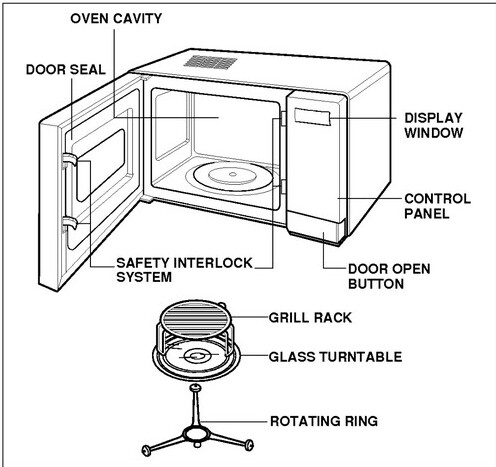 OVEN CAVITY
DOOR SEAL
DISPLAY
WINDOW
CONTROL
PANEL
SAFETY INTERLOCK
SYSTEM
DOOR OPEN
BUTTON
GRILL RACK
GLASS TURNTABLE
ROTATING RING